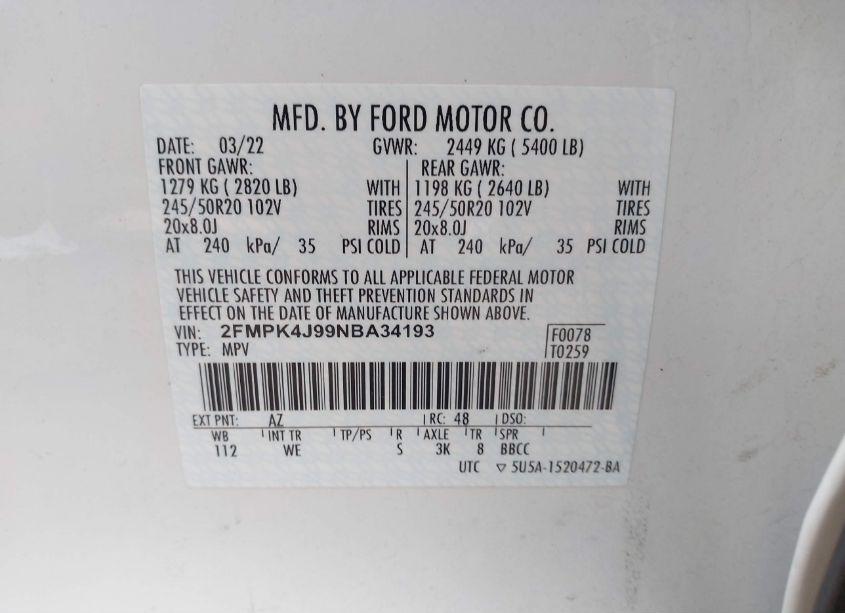 MFD. BY FORD MOTOR CO.
DATE: 03/22 GVWR: 2449 KG ( 5400 LB)
FRONT GAWR: REAR GAWR:
1279 KG ( 2820 LB) WITH 1198 KG ( 2640 LB) WITH
245/50R20 102V TIRES 245/50R20 102V TIRES
20x8.0J RIMS 20x8.0J RIMS
AT 240 kPa/ 35 PSI COLD AT 240 kPa/ 35 PSI COLD
THIS VEHICLE CONFORMS TO ALL APPLICABLE FEDERAL MOTOR
VEHICLE SAFETY AND THEFT PREVENTION STANDARDS IN
EFFECT ON THE DATE OF MANUFACTURE SHOWN ABOVE.
VIN: 2FMPK4J99NBA34193 F0078
TYPE: MPV T0259
EXT PNT: AZ RC: 48 DSO:
WB INT TR TP/PS R AXLE TR SPR
112 WE S 3K 8 BBCC
UTC ▽ 5U5A-1520472-BA